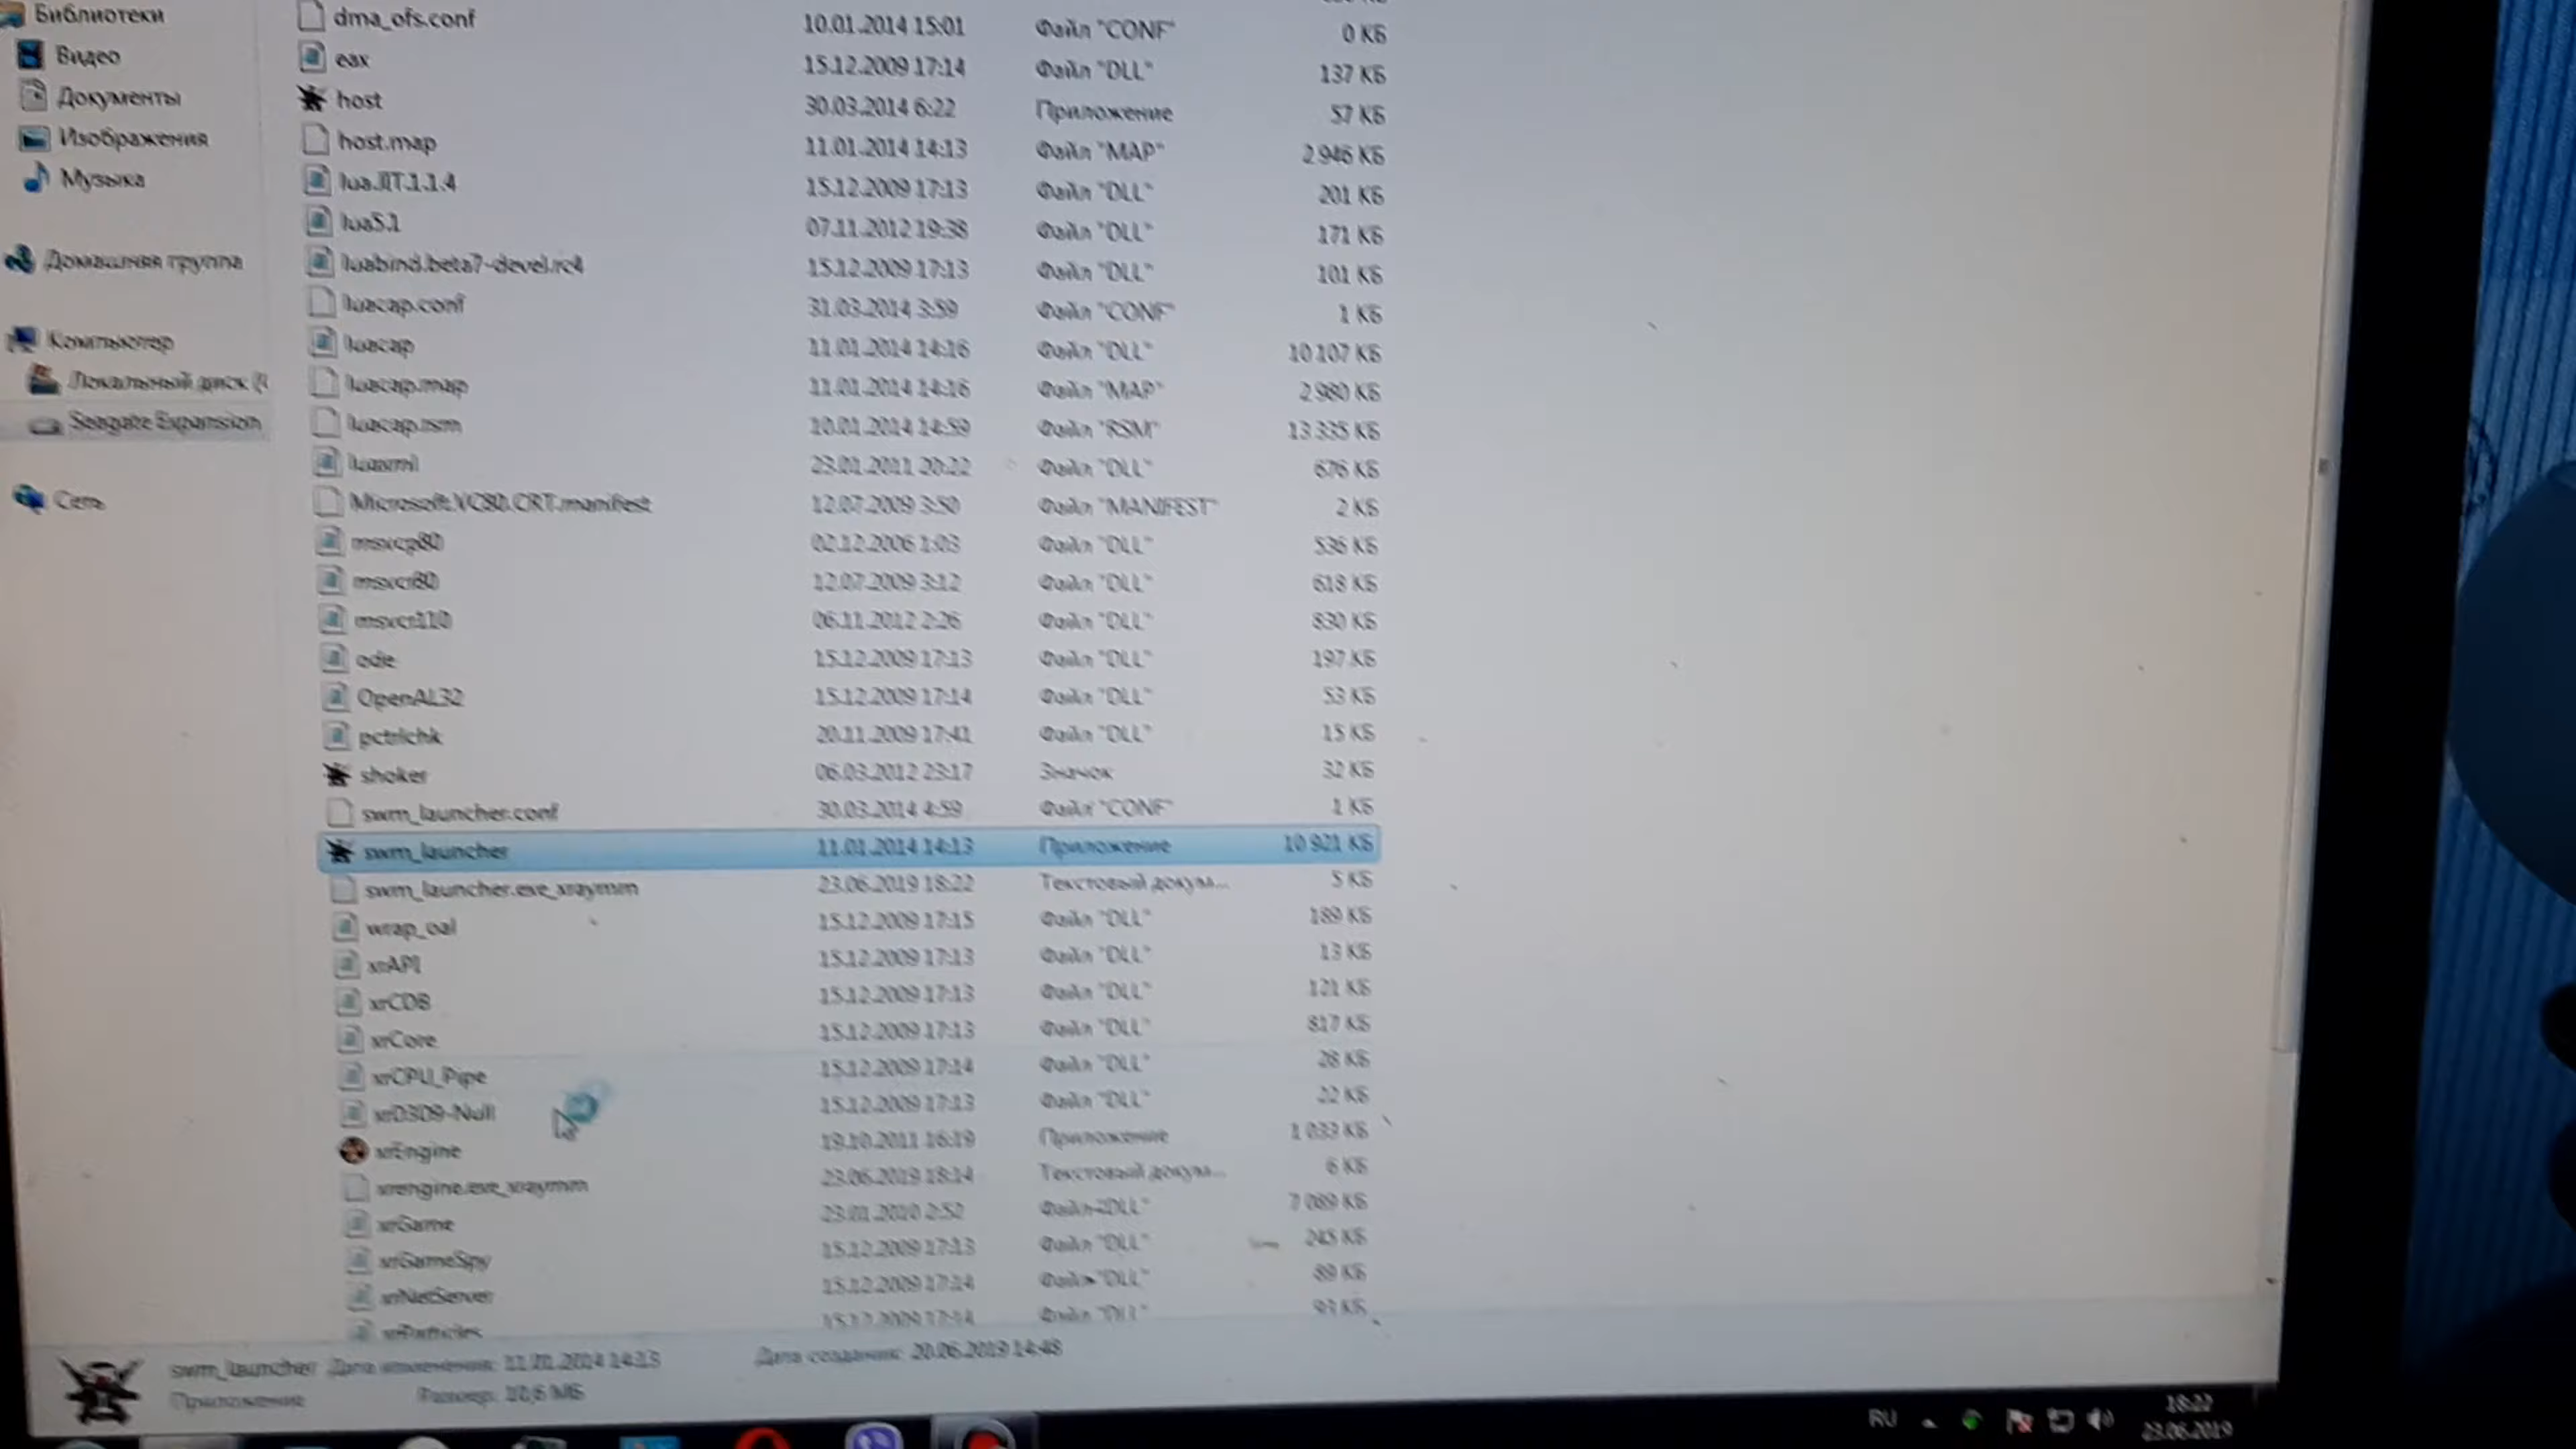 Библиотеки
Видео
Документы
Изображения
Музыка
Домашняя группа
Компьютер
Локальный диск (
Seagate Expansion
Сеть
dma_ofs.conf 10.01.2014 15:01 Файл "CONF" 0 КБ
eax 15.12.2009 17:14 Файл "DLL" 137 КБ
host 30.03.2014 6:22 Приложение 57 КБ
host.map 11.01.2014 14:13 Файл "MAP" 2 946 КБ
lua.JIT.1.1.4 15.12.2009 17:13 Файл "DLL" 201 КБ
lua5.1 07.11.2012 19:38 Файл "DLL" 171 КБ
luabind.beta7-devel.rc4 15.12.2009 17:13 Файл "DLL" 101 КБ
luacap.conf 31.03.2014 3:59 Файл "CONF" 1 КБ
luacap 11.01.2014 14:16 Файл "DLL" 10 107 КБ
luacap.map 11.01.2014 14:16 Файл "MAP" 2 980 КБ
luacap.rsm 10.01.2014 14:59 Файл "RSM" 13 335 КБ
luaxml 23.01.2011 20:22 Файл "DLL" 676 КБ
Microsoft.VC80.CRT.manifest 12.07.2009 3:50 Файл "MANIFEST" 2 КБ
msvcp80 02.12.2006 1:03 Файл "DLL" 536 КБ
msvcr80 12.07.2009 3:12 Файл "DLL" 618 КБ
msvcr110 06.11.2012 2:26 Файл "DLL" 830 КБ
ode 15.12.2009 17:13 Файл "DLL" 197 КБ
OpenAL32 15.12.2009 17:14 Файл "DLL" 53 КБ
pctrlchk 20.11.2009 17:41 Файл "DLL" 15 КБ
shoker 06.03.2012 23:17 Значок 32 КБ
swm_launcher.conf 30.03.2014 4:59 Файл "CONF" 1 КБ
swm_launcher 11.01.2014 14:13 Приложение 10 921 КБ
swm_launcher.exe_xraymm 23.06.2019 18:22 Текстовый докум... 5 КБ
wrap_oal 15.12.2009 17:15 Файл "DLL" 189 КБ
xrAPI 15.12.2009 17:13 Файл "DLL" 13 КБ
xrCDB 15.12.2009 17:13 Файл "DLL" 121 КБ
xrCore 15.12.2009 17:13 Файл "DLL" 817 КБ
xrCPU_Pipe 15.12.2009 17:14 Файл "DLL" 28 КБ
xrD3D9-Null 15.12.2009 17:13 Файл "DLL" 22 КБ
xrEngine 19.10.2011 16:19 Приложение 1 033 КБ
xrengine.exe_xraymm 23.06.2019 18:14 Текстовый докум... 6 КБ
xrGame 23.01.2010 2:52 Файл "DLL" 7 089 КБ
xrGameSpy 15.12.2009 17:13 Файл "DLL" 245 КБ
xrNetServer 15.12.2009 17:14 Файл "DLL" 89 КБ
xrParticles 15.12.2009 17:14 Файл "DLL" 93 КБ
swm_launcher Дата изменения: 11.01.2014 14:13 Дата создания: 20.06.2019 14:48
Приложение Размер: 10,6 МБ
RU 18:22
23.06.2019